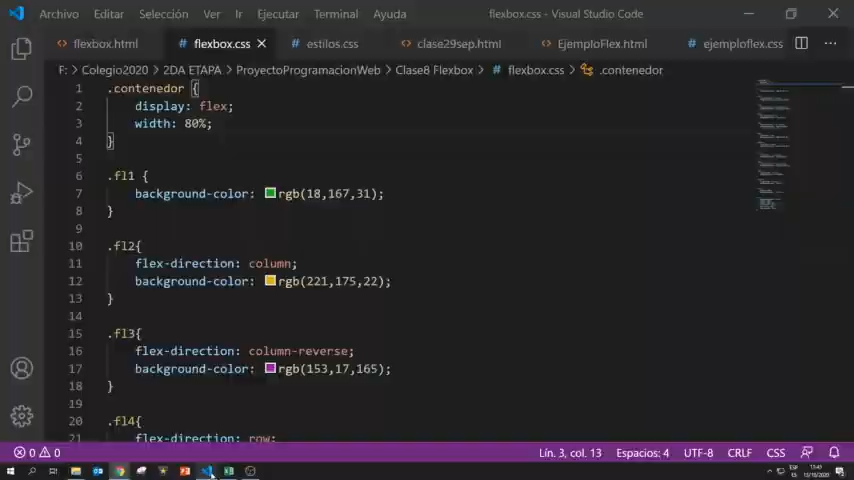 Archivo Editar Selección Ver Ir Ejecutar Terminal Ayuda flexbox.css - Visual Studio Code
flexbox.html flexbox.css estilos.css clase29sep.html EjemploFlex.html ejemploflex.css
F: > Colegio2020 > 2DA ETAPA > ProyectoProgramacionWeb > Clase8 Flexbox > flexbox.css > .contenedor
1 .contenedor {
2 display: flex;
3 width: 80%;
4 }
5
6 .fl1 {
7 background-color: rgb(18,167,31);
8 }
9
10 .fl2{
11 flex-direction: column;
12 background-color: rgb(221,175,22);
13 }
14
15 .fl3{
16 flex-direction: column-reverse;
17 background-color: rgb(153,17,165);
18 }
19
20 .fl4{
21 flex-direction: row;
0 0 Lín. 3, col. 13 Espacios: 4 UTF-8 CRLF CSS
ESP